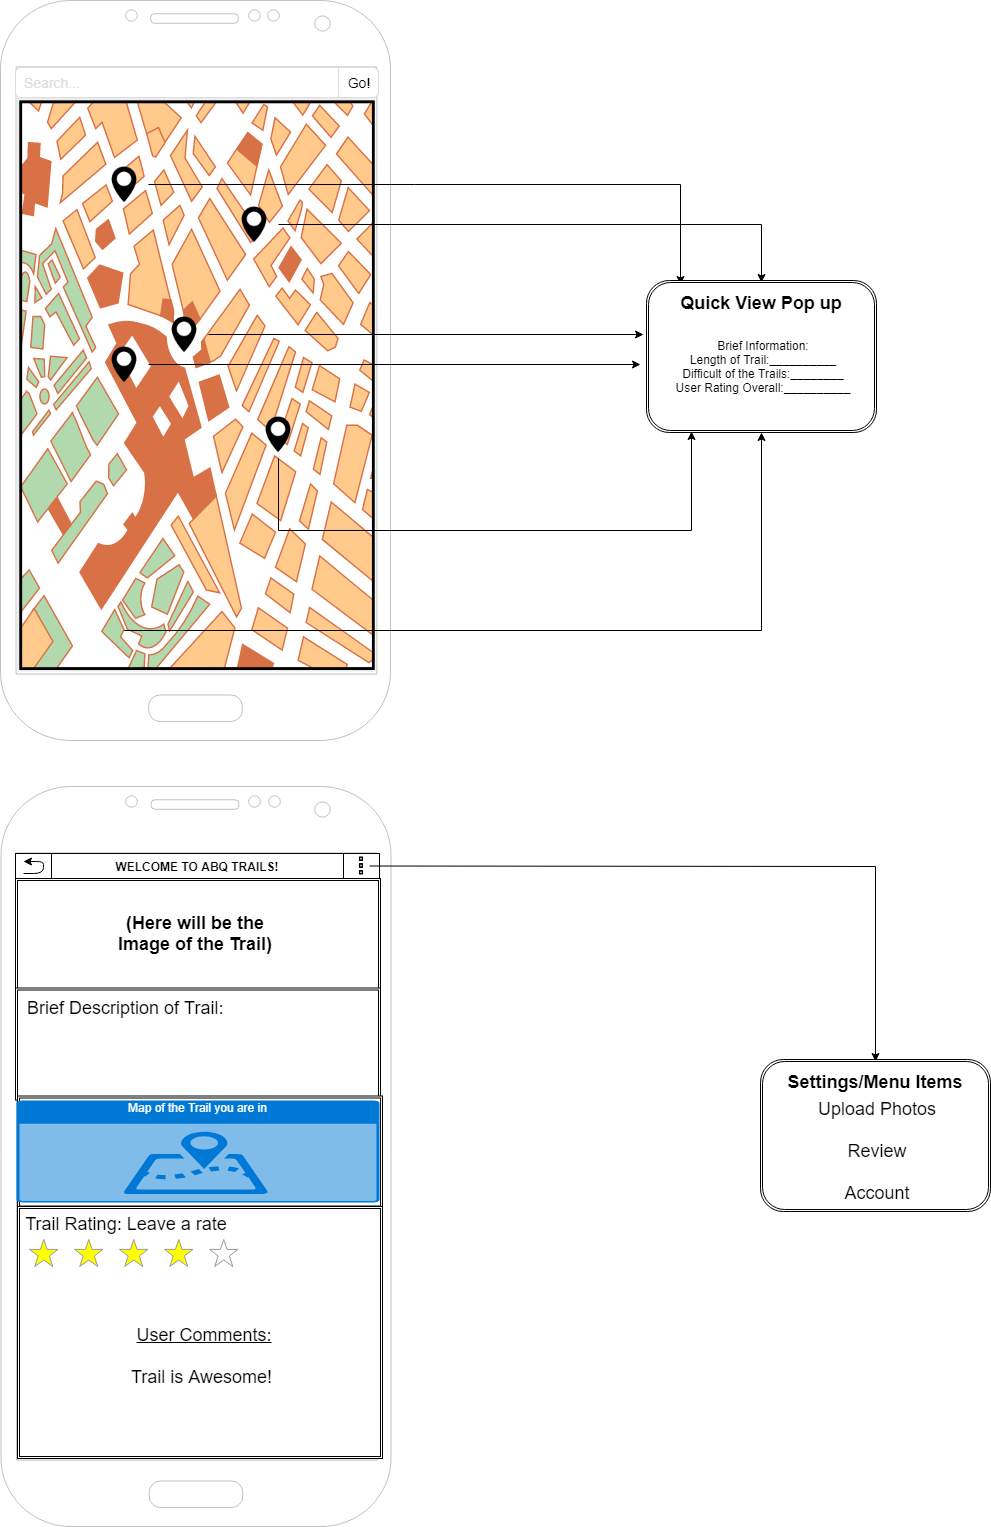 Search...
Go!
Quick View Pop up
Brief Information:
Length of Trail:__________
Difficult of the Trails:________
User Rating Overall:__________
WELCOME TO ABQ TRAILS!
(Here will be the
Image of the Trail)
Brief Description of Trail:
Map of the Trail you are in
Settings/Menu Items
Upload Photos
Review
Account
Trail Rating: Leave a rate
User Comments:
Trail is Awesome!